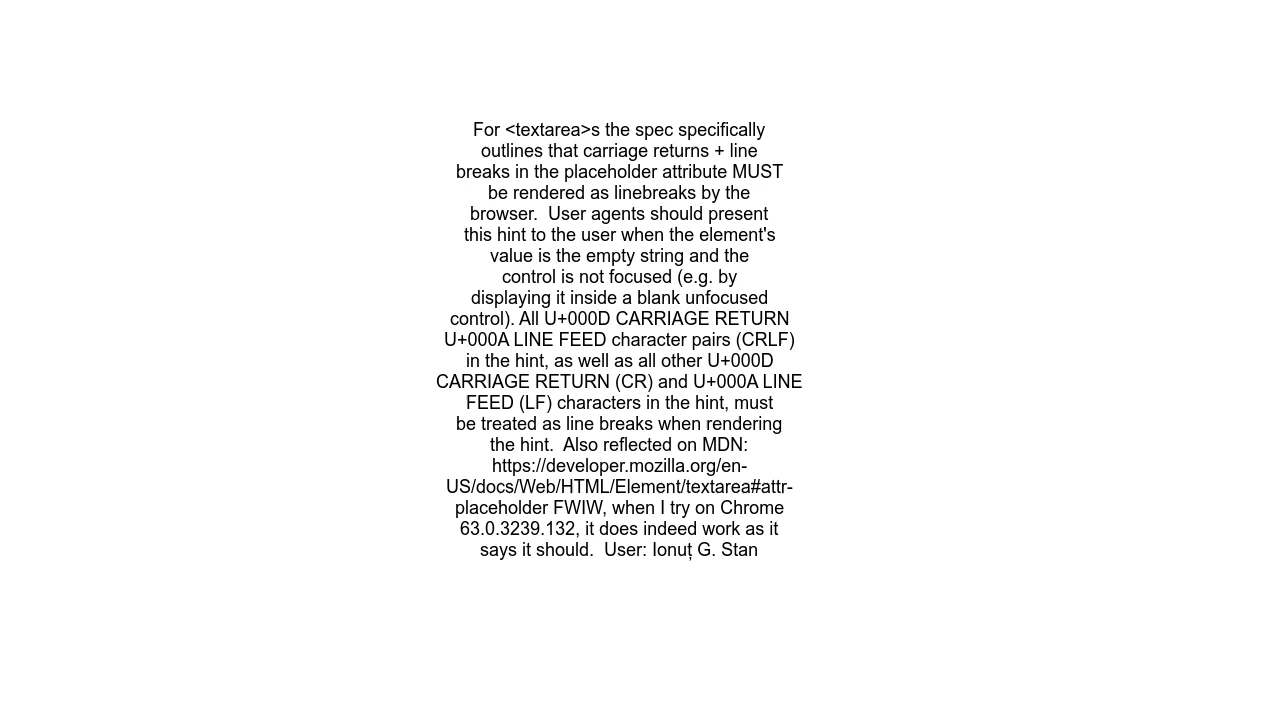 For <textarea>s the spec specifically
outlines that carriage returns + line
breaks in the placeholder attribute MUST
be rendered as linebreaks by the
browser.  User agents should present
this hint to the user when the element's
value is the empty string and the
control is not focused (e.g. by
displaying it inside a blank unfocused
control). All U+000D CARRIAGE RETURN
U+000A LINE FEED character pairs (CRLF)
in the hint, as well as all other U+000D
CARRIAGE RETURN (CR) and U+000A LINE
FEED (LF) characters in the hint, must
be treated as line breaks when rendering
the hint.  Also reflected on MDN:
https://developer.mozilla.org/en-
US/docs/Web/HTML/Element/textarea#attr-
placeholder FWIW, when I try on Chrome
63.0.3239.132, it does indeed work as it
says it should.  User: Ionuț G. Stan